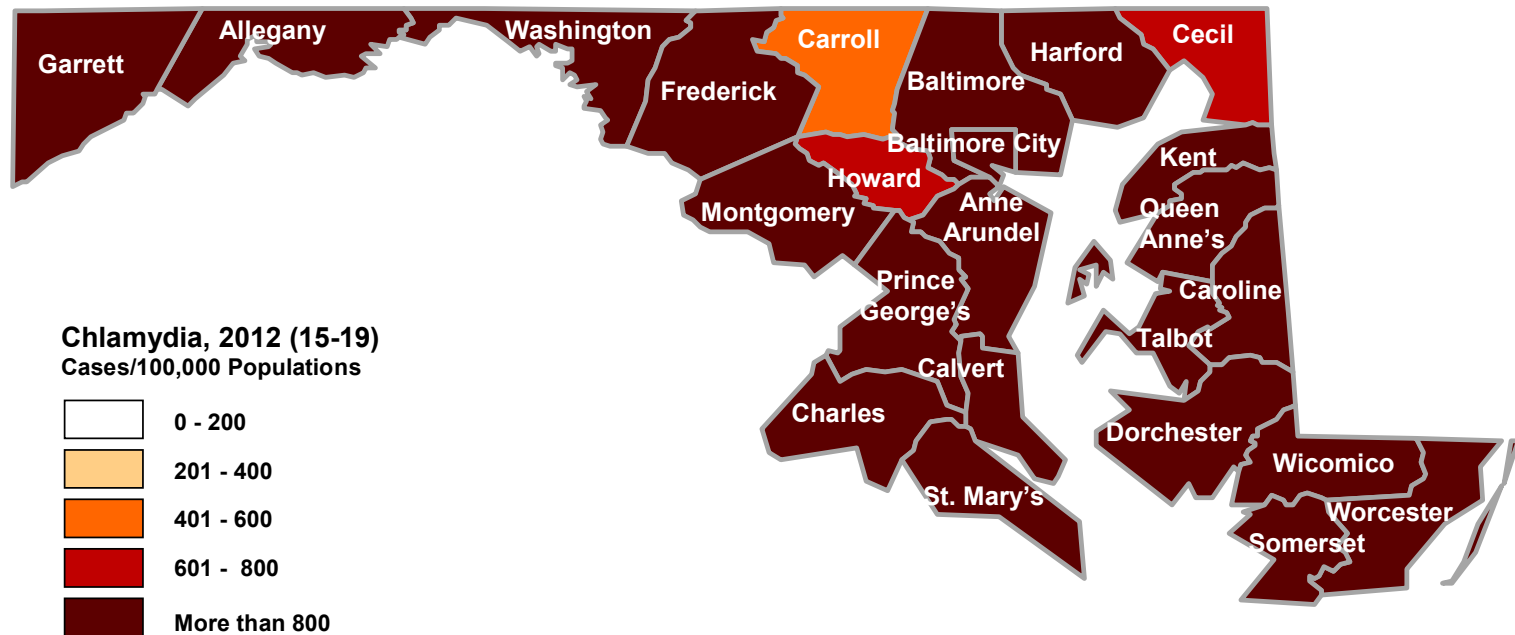 Garrett
Allegany
Washington
Frederick
Carroll
Baltimore
Harford
Cecil
Baltimore City
Howard
Montgomery
Anne
Arundel
Kent
Queen
Anne's
Prince
George's
Caroline
Talbot
Calvert
Charles
Dorchester
St. Mary's
Wicomico
Worcester
Somerset
Chlamydia, 2012 (15-19)
Cases/100,000 Populations
0 - 200
201 - 400
401 - 600
601 -  800
More than 800